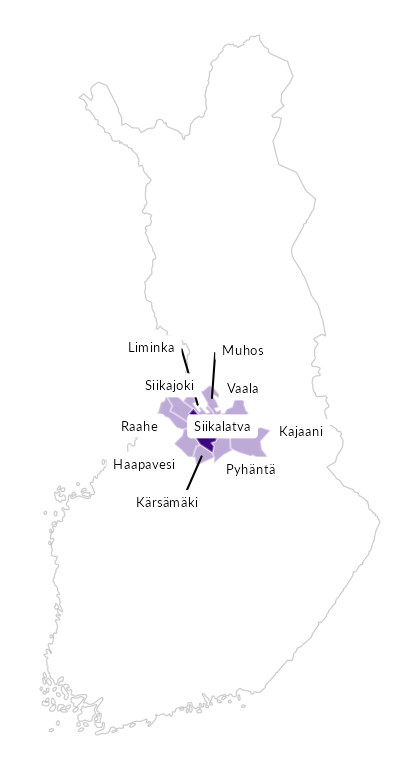 Liminka
Muhos
Siikajoki
Vaala
Raahe
Siikalatva
Kajaani
Haapavesi
Pyhäntä
Kärsämäki